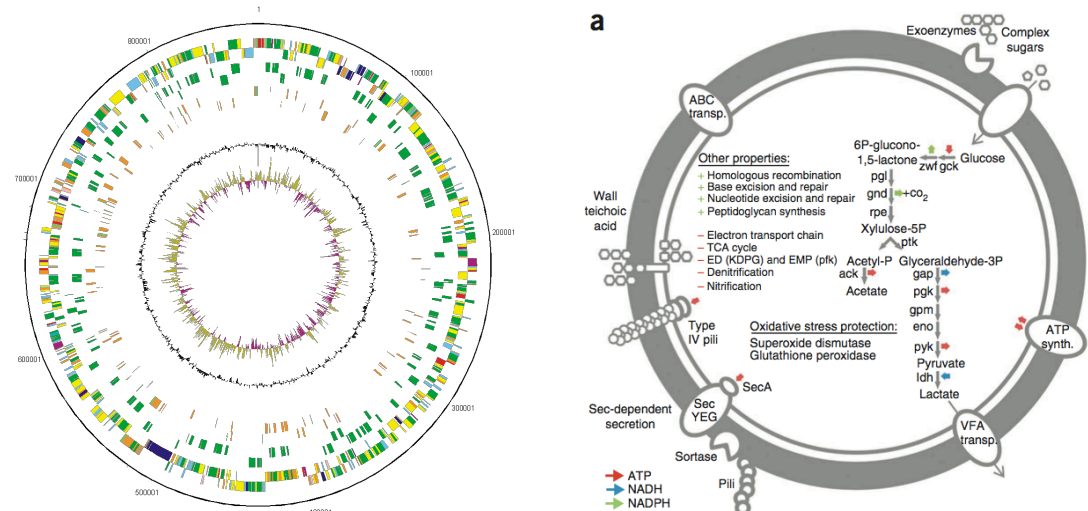 1
100001
200001
300001
500001
600001
700001
800001
a
Exoenzymes
Complex
sugars
ABC
transp.
6P-glucono-
1,5-lactone
zwf
gck
Glucose
Other properties:
+ Homologous recombination
+ Base excision and repair
+ Nucleotide excision and repair
+ Peptidoglycan synthesis
pgl
gnd
+co2
rpe
Xylulose-5P
ptk
Wall
teichoic
acid
− Electron transport chain
− TCA cycle
− ED (KDPG) and EMP (pfk)
− Denitrification
− Nitrification
Acetyl-P
Glyceraldehyde-3P
ack
gap
Acetate
pgk
gpm
eno
pyk
Pyruvate
ldh
Lactate
Type
IV pili
Oxidative stress protection:
Superoxide dismutase
Glutathione peroxidase
ATP
synth.
SecA
Sec
YEG
Sec-dependent
secretion
VFA
transp.
Sortase
Pili
ATP
NADH
NADPH